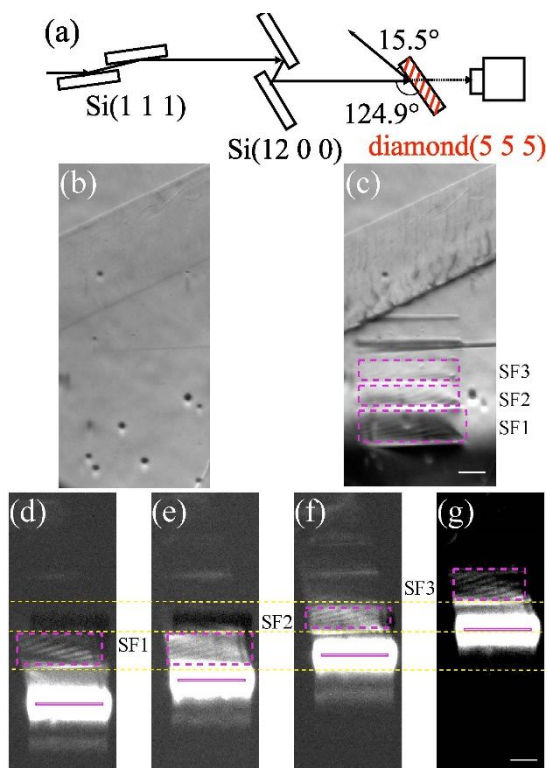 (a)
15.5°
Si(1 1 1)
124.9°
Si(12 0 0)
diamond(5 5 5)
(b)
(c)
SF3
SF2
SF1
(d)
(e)
(f)
(g)
SF1
SF2
SF3